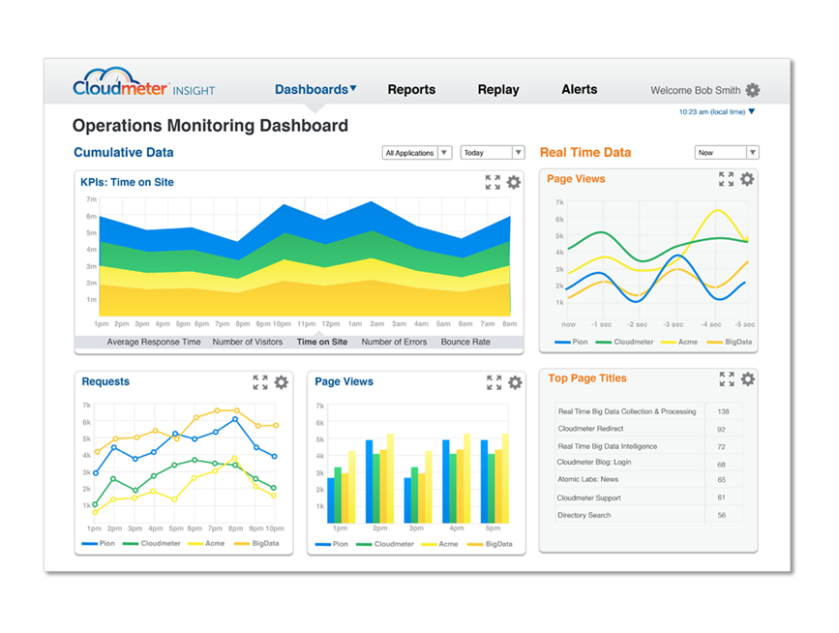 Cloudmeter INSIGHT
Dashboards Reports Replay Alerts Welcome Bob Smith
10:23 am (local time)
Operations Monitoring Dashboard
Cumulative Data All Applications Today
KPIs: Time on Site
7m
6m
5m
4m
3m
2m
1m
1pm 2pm 3pm 4pm 5pm 6pm 7pm 8pm 9pm 10pm 11pm 12pm 1am 2am 3am 4am 5am 6am 7am 8am
Average Response Time Number of Visitors Time on Site Number of Errors Bounce Rate
Real Time Data Now
Page Views
7k
6k
5k
4k
3k
2k
1k
now -1 sec -2 sec -3 sec -4 sec -5 sec
Pion Cloudmeter Acme BigData
Requests
7k
6k
5k
4k
3k
2k
1k
1pm 2pm 3pm 4pm 5pm 6pm 7pm 8pm 9pm 10pm
Pion Cloudmeter Acme BigData
Page Views
7k
6k
5k
4k
3k
2k
1k
1pm 2pm 3pm 4pm 5pm
Pion Cloudmeter Acme BigData
Top Page Titles
Real Time Big Data Collection & Processing 138
Cloudmeter Redirect 92
Real Time Big Data Intelligence 72
Cloudmeter Blog: Login 68
Atomic Labs: News 65
Cloudmeter Support 61
Directory Search 56